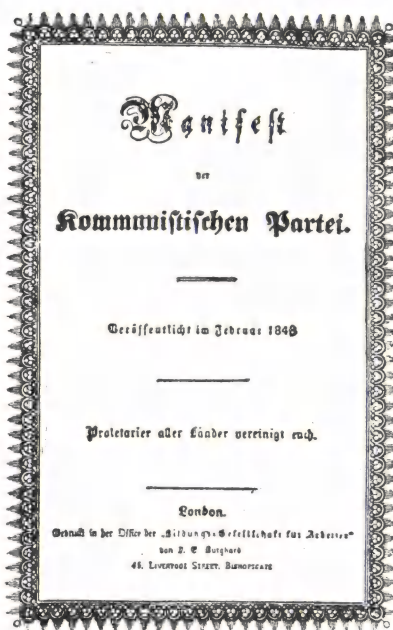 Manifest
der
Kommunistischen Partei.
Veröffentlicht im Februar 1848
Proletarier aller Länder vereinigt euch.
London.
Gedruckt in der Office der „Bildungs-Gesellschaft für Arbeiter"
von J. E. Burghard
46, LIVERPOOL STREET. BISHOPSGATE